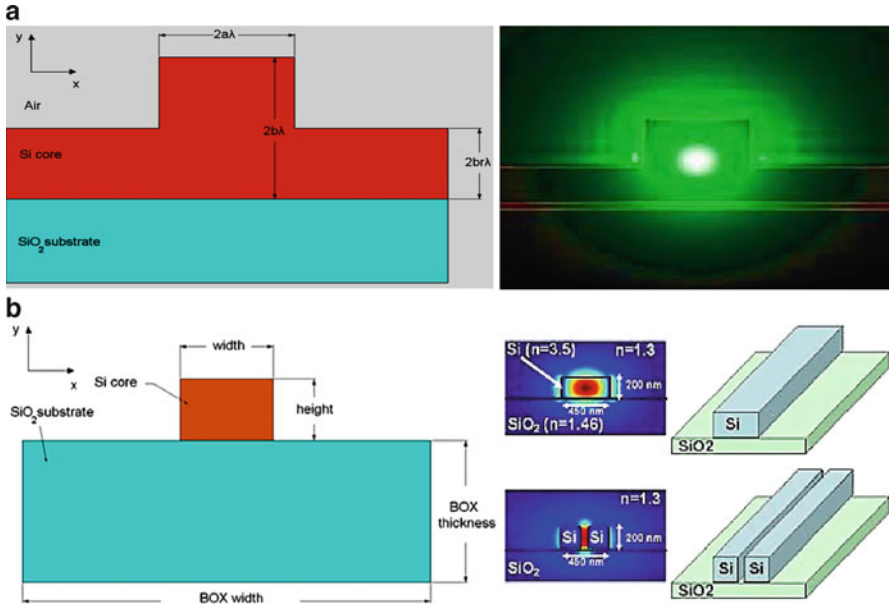 a
y
x
Air
Si core
SiO2 substrate
2aλ
2bλ
2brλ
b
y
x
width
Si core
height
SiO2 substrate
BOX thickness
BOX width
Si (n=3.5)
n=1.3
200 nm
450 nm
SiO2 (n=1.46)
Si
SiO2
n=1.3
Si
Si
200 nm
450 nm
SiO2
Si
Si
SiO2